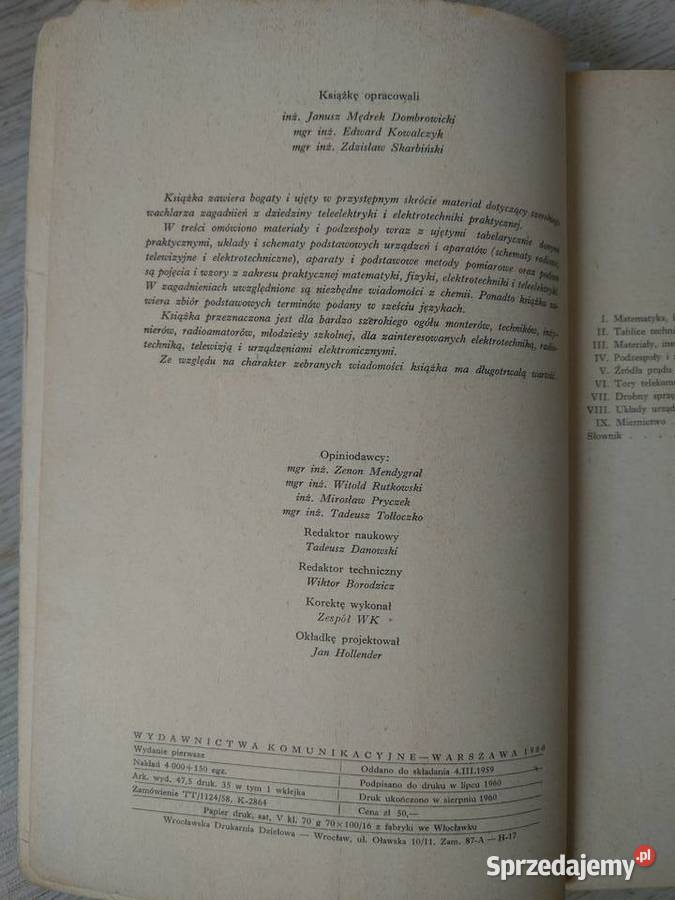 Książkę opracowali
inż. Janusz Mędrek Dombrowicki
mgr inż. Edward Kowalczyk
mgr inż. Zdzisław Skarbiński
Książka zawiera bogaty i ujęty w przystępnym skrócie materiał dotyczący szerokiego
wachlarza zagadnień z dziedziny teleelektryki i elektrotechniki praktycznej.
W treści omówiono materiały i podzespoły wraz z ujętymi tabelarycznie danymi
praktycznymi, układy i schematy podstawowych urządzeń i aparatów (schematy radiowe,
telewizyjne i elektrotechniczne), aparaty i podstawowe metody pomiarowe oraz podane
są pojęcia i wzory z zakresu praktycznej matematyki, fizyki, elektrotechniki i teleelektryki.
W zagadnieniach uwzględnione są niezbędne wiadomości z chemii. Ponadto książka za-
wiera zbiór podstawowych terminów podany w sześciu językach.
Książka przeznaczona jest dla bardzo szerokiego ogółu monterów, techników, inży-
nierów, radioamatorów, młodzieży szkolnej, dla zainteresowanych elektrotechniką, radio-
techniką, telewizją i urządzeniami elektronicznymi.
Ze względu na charakter zebranych wiadomości książka ma długotrwałą wartość.
Opiniodawcy:
mgr inż. Zenon Mendygrał
mgr inż. Witold Rutkowski
inż. Mirosław Pryczek
mgr inż. Tadeusz Tołłoczko
Redaktor naukowy
Tadeusz Danowski
Redaktor techniczny
Wiktor Borodzicz
Korektę wykonał
Zespół WK
Okładkę projektował
Jan Hollender
WYDAWNICTWA KOMUNIKACYJNE—WARSZAWA 1960
Wydanie pierwsze
Nakład 4 000+150 egz. Oddano do składania 4.III.1959
Ark. wyd. 47,5 druk. 35 w tym 1 wklejka Podpisano do druku w lipcu 1960
Zamówienie TT/1124/58. K-2864 Druk ukończono w sierpniu 1960
Cena zł 50,—
Papier druk, sat, V kl. 70 g 70×100/16 z fabryki we Włocławku
Wrocławska Drukarnia Dziełowa — Wrocław, ul. Oławska 10/11. Zam. 87-A—H-17
I. Matematyka,
II. Tablice techn
III. Materiały,
IV. Podzespoły i
V. Źródła prądu
VI. Tory telekom
VII. Drobny sprzę
VIII. Układy urząd
IX. Miernictwo .
Słownik . . . .
Sprzedajemy.pl